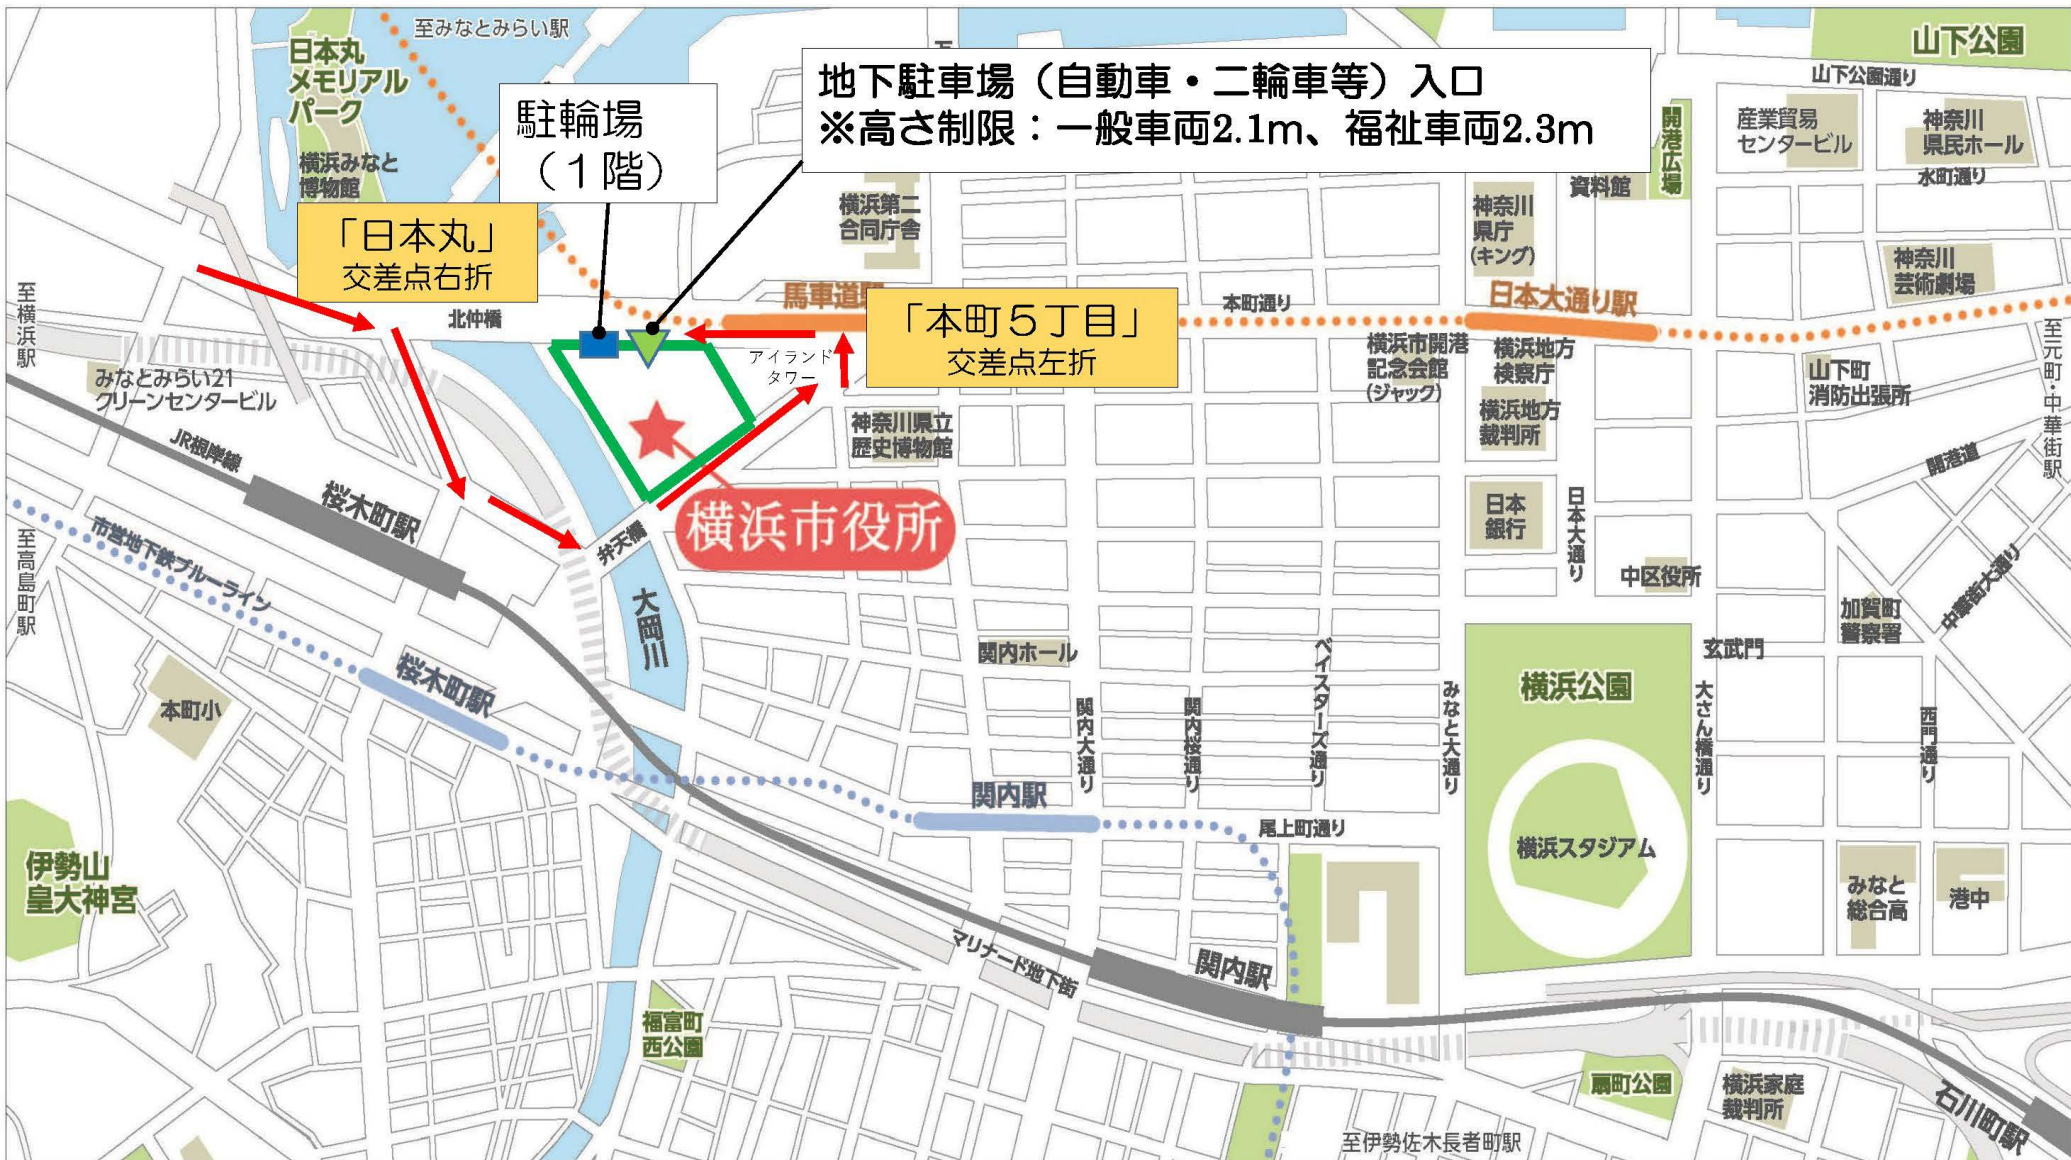 至みなとみらい駅
日本丸
メモリアル
パーク
横浜みなと
博物館
駐輪場
（１階）
地下駐車場（自動車・二輪車等）入口
※高さ制限：一般車両2.1m、福祉車両2.3m
山下公園
山下公園通り
開港広場
産業貿易
センタービル
神奈川
県民ホール
水町通り
資料館
横浜第二
合同庁舎
神奈川
県庁
(キング)
神奈川
芸術劇場
「日本丸」
交差点右折
至横浜駅
北仲橋
馬車道
「本町５丁目」
交差点左折
本町通り
日本大通り駅
アイランド
タワー
横浜市開港
記念会館
(ジャック)
横浜地方
検察庁
横浜地方
裁判所
山下町
消防出張所
至元町・中華街駅
みなとみらい21
クリーンセンタービル
神奈川県立
歴史博物館
JR根岸線
桜木町駅
市営地下鉄ブルーライン
至高島町駅
横浜市役所
弁天橋
大岡川
日本
銀行
日本大通り
開港道
中区役所
加賀町
警察署
中華街大通り
玄武門
関内ホール
ベイスターズ通り
横浜公園
桜木町駅
本町小
関内大通り
関内桜通り
みなと大通り
大さん橋通り
西門通り
関内駅
尾上町通り
横浜スタジアム
伊勢山
皇大神宮
みなと
総合高
港中
マリナード地下街
関内駅
福富町
西公園
扇町公園
横浜家庭
裁判所
石川町駅
至伊勢佐木長者町駅